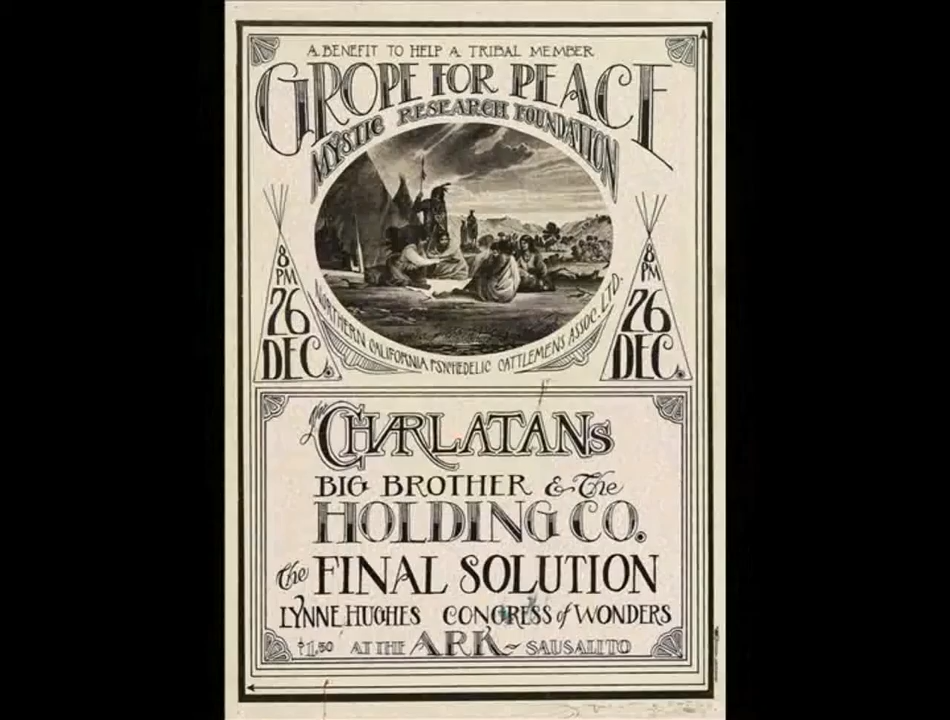 A BENEFIT TO HELP A TRIBAL MEMBER
GROPE FOR PEACE
MYSTIC RESEARCH FOUNDATION
8 PM
26
DEC.
8 PM
26
DEC.
NORTHERN CALIFORNIA PSYCHEDELIC CATTLEMENS ASSOC. LTD.
The CHARLATANS
BIG BROTHER & The
HOLDING CO.
the FINAL SOLUTION
LYNNE HUGHES CONGRESS of WONDERS
$1.50 AT THE ARK ~ SAUSALITO